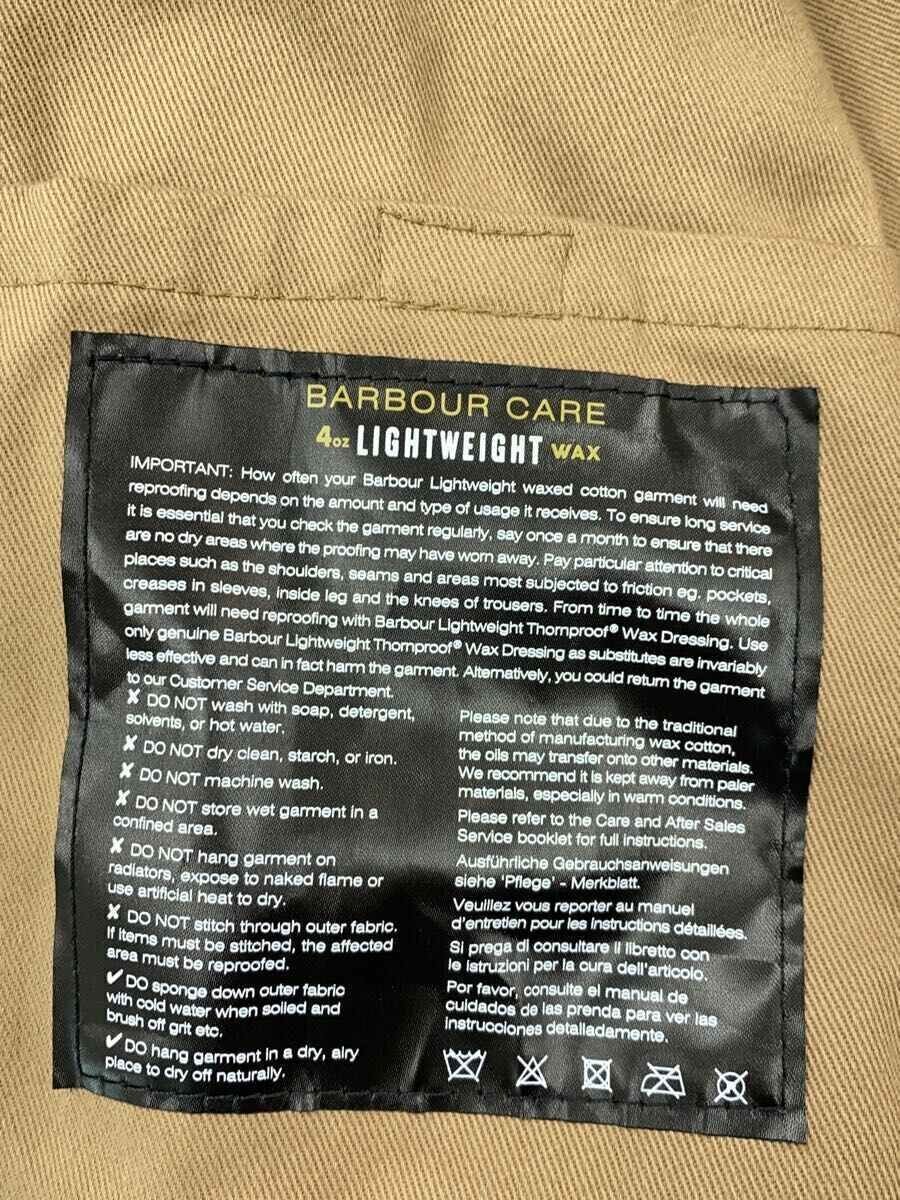 BARBOUR CARE
4oz LIGHTWEIGHT WAX
IMPORTANT: How often your Barbour Lightweight waxed cotton garment will need
reproofing depends on the amount and type of usage it receives. To ensure long service
it is essential that you check the garment regularly, say once a month to ensure that there
are no dry areas where the proofing may have worn away. Pay particular attention to critical
places such as the shoulders, seams and areas most subjected to friction eg. pockets,
creases in sleeves, inside leg and the knees of trousers. From time to time the whole
garment will need reproofing with Barbour Lightweight Thornproof® Wax Dressing. Use
only genuine Barbour Lightweight Thornproof® Wax Dressing as substitutes are invariably
less effective and can in fact harm the garment. Alternatively, you could return the garment
to our Customer Service Department.
✘ DO NOT wash with soap, detergent,
solvents, or hot water.
✘ DO NOT dry clean, starch, or iron.
✘ DO NOT machine wash.
✘ DO NOT store wet garment in a
confined area.
✘ DO NOT hang garment on
radiators, expose to naked flame or
use artificial heat to dry.
✘ DO NOT stitch through outer fabric.
If items must be stitched, the affected
area must be reproofed.
✔ DO sponge down outer fabric
with cold water when soiled and
brush off grit etc.
✔ DO hang garment in a dry, airy
place to dry off naturally.
Please note that due to the traditional
method of manufacturing wax cotton,
the oils may transfer onto other materials.
We recommend it is kept away from paler
materials, especially in warm conditions.
Please refer to the Care and After Sales
Service booklet for full instructions.
Ausführliche Gebrauchsanweisungen
siehe 'Pflege' - Merkblatt.
Veuillez vous reporter au manuel
d'entretien pour les instructions détaillées.
Si prega di consultare il libretto con
le istruzioni per la cura dell'articolo.
Por favor, consulte el manual de
cuidados de las prenda para ver las
instrucciones detalladamente.